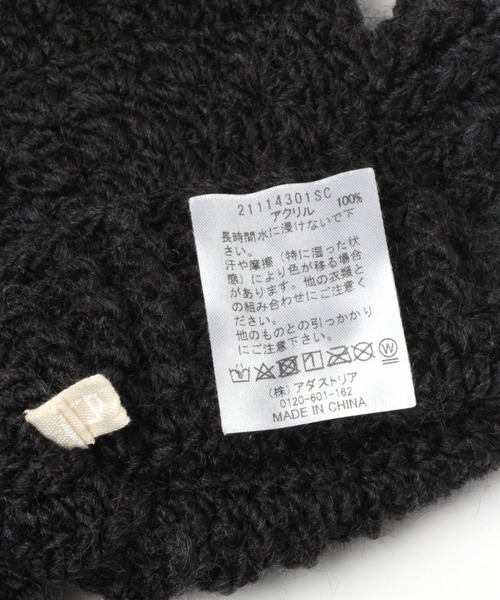 21114301SC
アクリル 100%
長時間水に浸けないで下
さい。
汗や摩擦（特に湿った状
態）により色が移る場合
があります。他の衣類と
の組み合わせにご注意く
ださい。
他のものとの引っかかり
にご注意下さい。
(株) アダストリア
0120-601-162
MADE IN CHINA